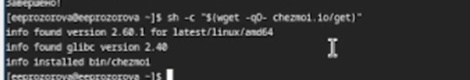 Завершено!
[eeprozorova@eeprozorova ~]$ sh -c "$(wget -qO- chezmoi.io/get)"
info found version 2.60.1 for latest/linux/amd64
info found glibc version 2.40
info installed bin/chezmoi
[eeprozorova@eeprozorova ~]$